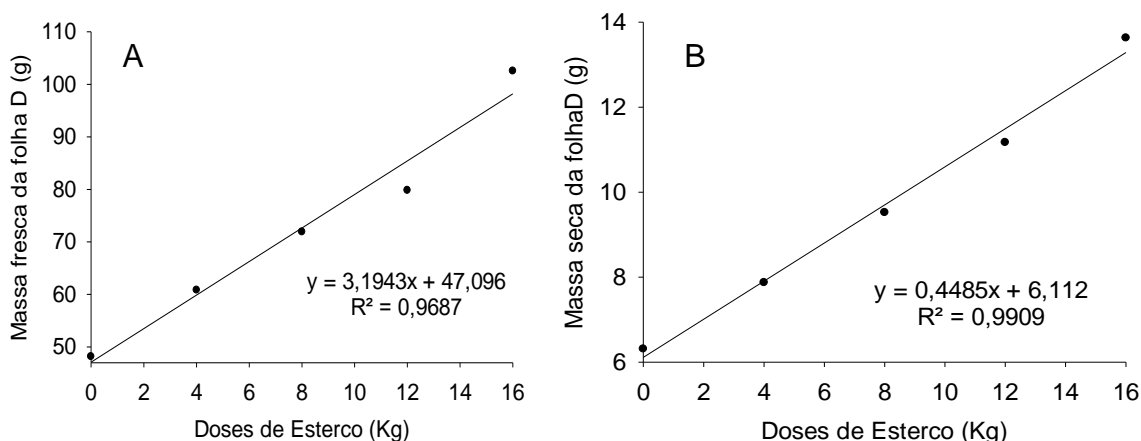 A
Massa fresca da folha D (g)
110
100
90
80
70
60
50
y = 3,1943x + 47,096
R² = 0,9687
0 2 4 6 8 10 12 14 16
Doses de Esterco (Kg)
B
Massa seca da folhaD (g)
14
12
10
8
6
y = 0,4485x + 6,112
R² = 0,9909
0 2 4 6 8 10 12 14 16
Doses de Esterco (Kg)